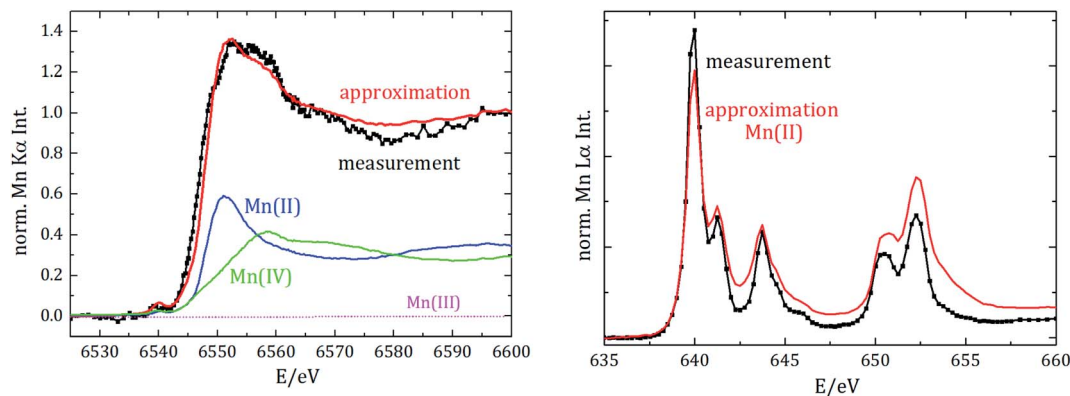 norm. Mn Kα Int.
1.4
1.2
1.0
0.8
0.6
0.4
0.2
0.0
approximation
measurement
Mn(II)
Mn(IV)
Mn(III)
6530 6540 6550 6560 6570 6580 6590 6600
E/eV
norm. Mn Lα Int.
measurement
approximation
Mn(II)
635 640 645 650 655 660
E/eV